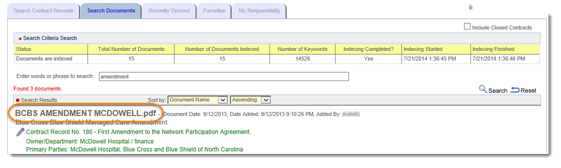 Search Contract Records Search Documents Recently Opened Favorites My Responsibility
Include Closed Contracts
Search Criteria Search
Status Total Number of Documents Number of Documents Indexed Number of Keywords Indexing Completed? Indexing Started Indexing Finished
Documents are indexed 15 15 14526 Yes 7/21/2014 1:36:45 PM 7/21/2014 1:36:46 PM
Enter words or phrase to search: amendment
Found 3 documents Search Reset
Search Results Sort by: Document Name Ascending
BCBS AMENDMENT MCDOWELL.pdf - Document Date: 9/12/2013, Date Added: 9/12/2013 9:10:26 PM, Added By:
Blue Cross Blue Shield Managed Care Amendment
Contract Record No. 186 - First Amendment to the Network Participation Agreement.
Owner/Department: McDowell Hospital / finance
Primary Parties: McDowell Hospital, Blue Cross and Blue Shield of North Carolina